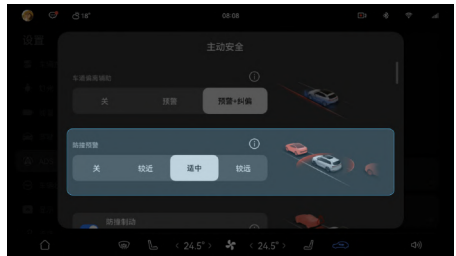 18°
08:08
设置
主动安全
车道偏离辅助
关 预警 预警+纠偏
防撞预警
关 较近 适中 较远
防撞制动
< 24.5° > < 24.5° >